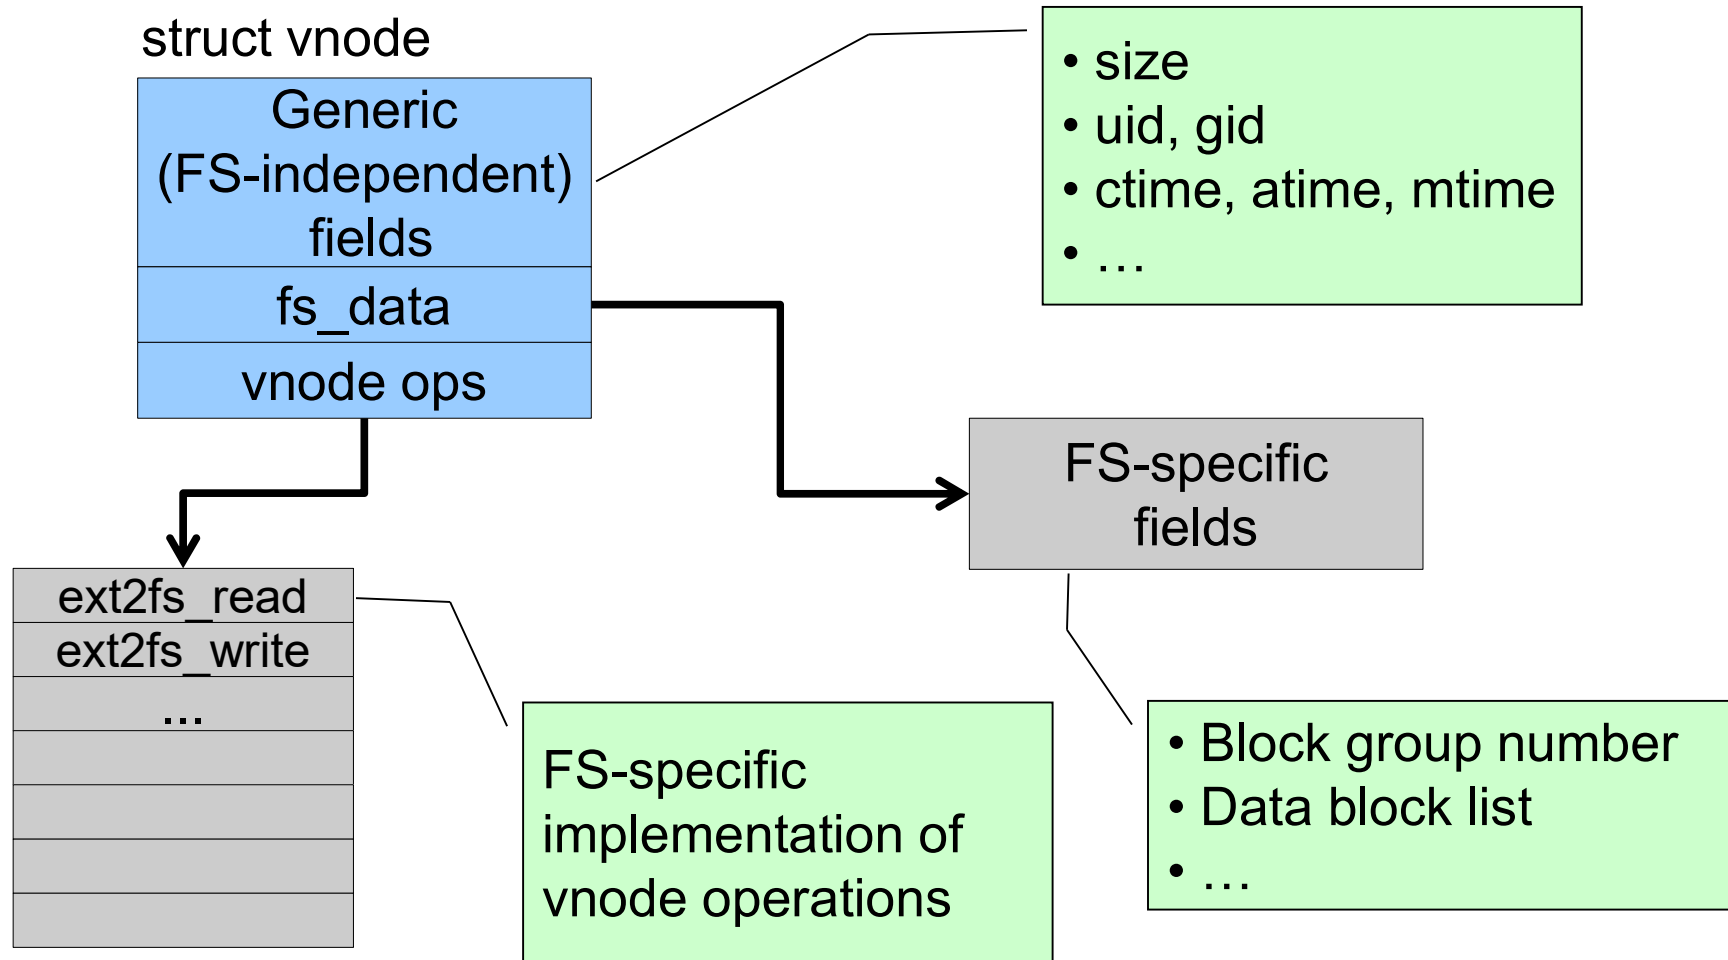 struct vnode
Generic
(FS-independent)
fields
fs_data
vnode ops
• size
• uid, gid
• ctime, atime, mtime
• …
FS-specific
fields
ext2fs_read
ext2fs_write
...
FS-specific
implementation of
vnode operations
• Block group number
• Data block list
• …